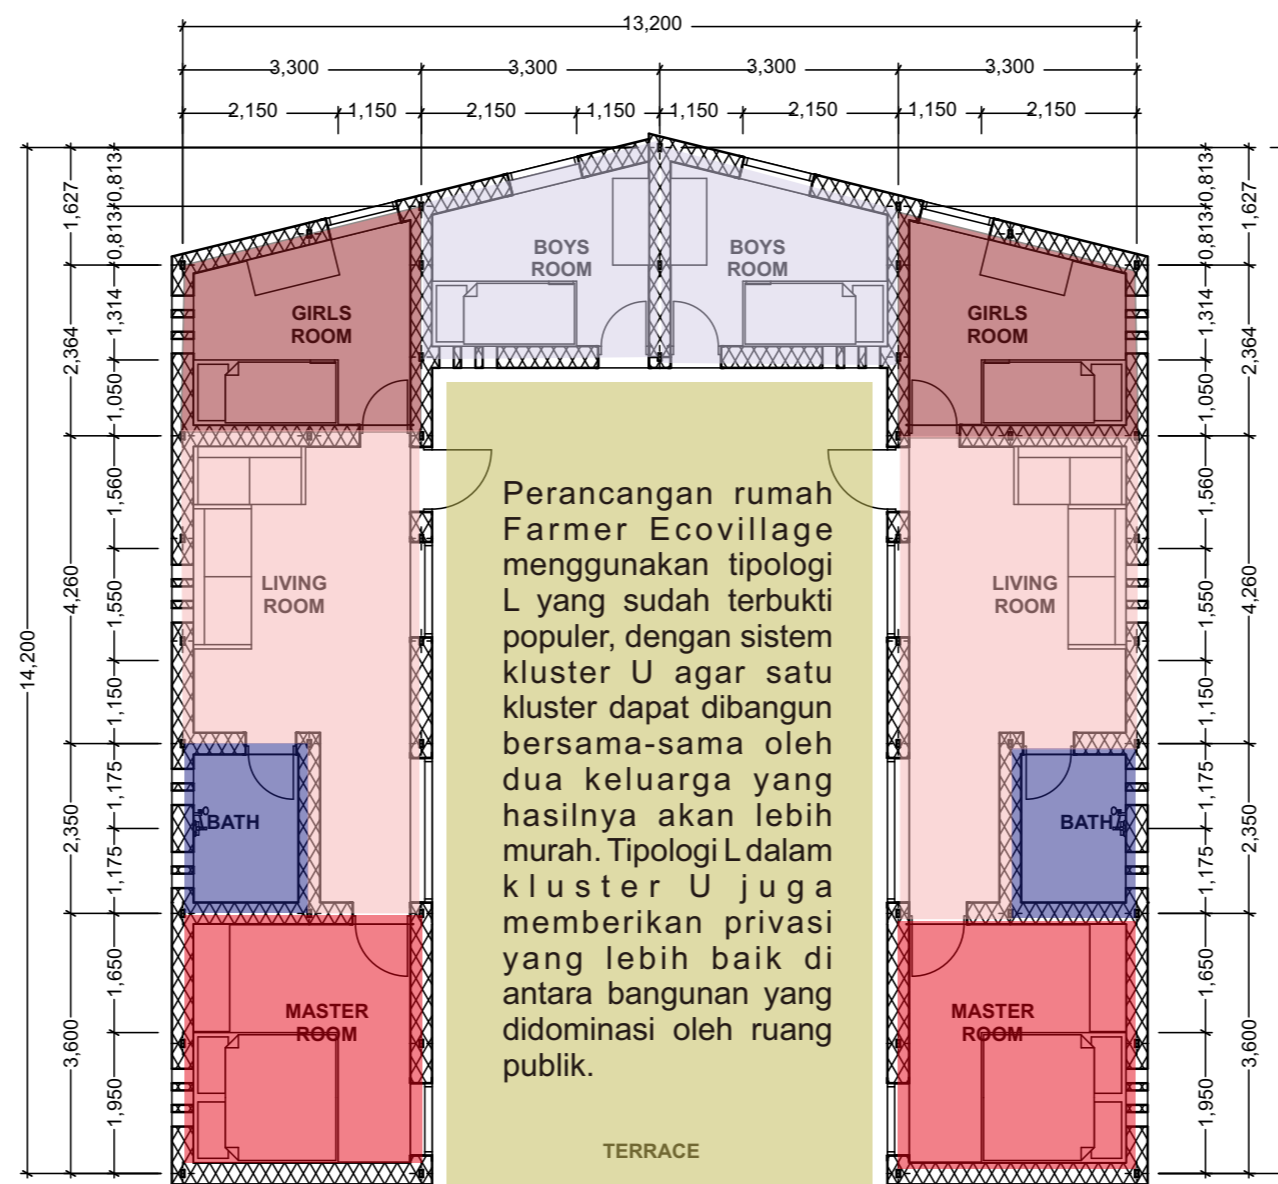 13,200
3,300 3,300 3,300 3,300
2,150 1,150 2,150 1,150 1,150 2,150 1,150 2,150
14,200
1,627
2,364
4,260
2,350
3,600
0,813
0,813
1,314
1,050
1,560
1,550
1,150
1,175
1,175
1,650
1,950
BOYS
ROOM
BOYS
ROOM
GIRLS
ROOM
GIRLS
ROOM
LIVING
ROOM
LIVING
ROOM
BATH
BATH
MASTER
ROOM
MASTER
ROOM
Perancangan rumah
Farmer Ecovillage
menggunakan tipologi
L yang sudah terbukti
populer, dengan sistem
kluster U agar satu
kluster dapat dibangun
bersama-sama oleh
dua keluarga yang
hasilnya akan lebih
murah. Tipologi L dalam
kluster U juga
memberikan privasi
yang lebih baik di
antara bangunan yang
didominasi oleh ruang
publik.
TERRACE
0,813
0,813
1,314
1,050
1,560
1,550
1,150
1,175
1,175
1,650
1,950
1,627
2,364
4,260
2,350
3,600